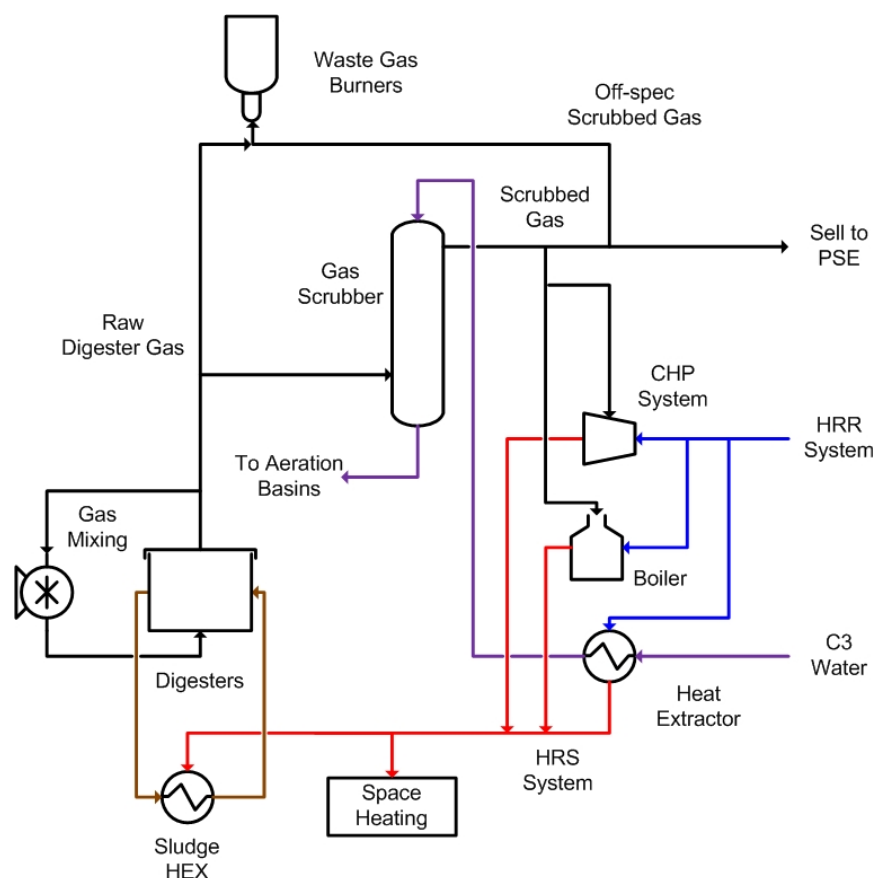 Waste Gas
Burners
Off-spec
Scrubbed Gas
Scrubbed
Gas
Sell to
PSE
Gas
Scrubber
Raw
Digester Gas
CHP
System
HRR
System
To Aeration
Basins
Gas
Mixing
Boiler
C3
Water
Digesters
Heat
Extractor
HRS
System
Space
Heating
Sludge
HEX